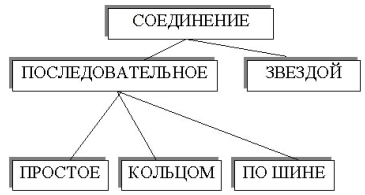 СОЕДИНЕНИЕ
ПОСЛЕДОВАТЕЛЬНОЕ ЗВЕЗДОЙ
ПРОСТОЕ КОЛЬЦОМ ПО ШИНЕ